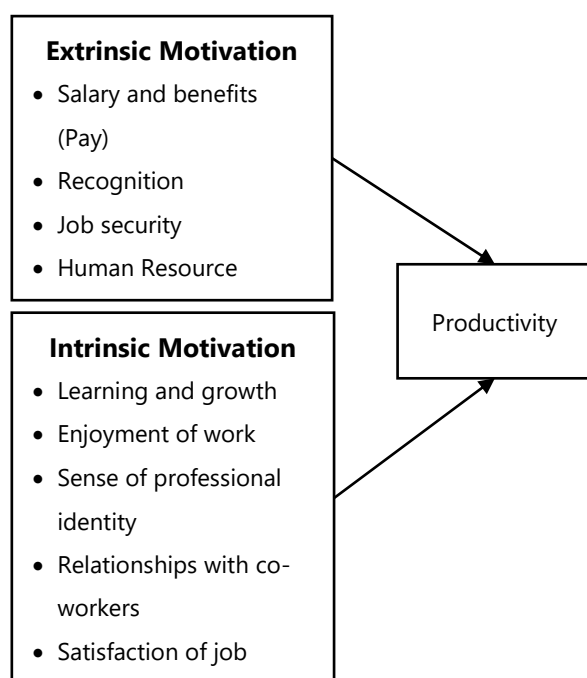 Extrinsic Motivation
• Salary and benefits
(Pay)
• Recognition
• Job security
• Human Resource
Productivity
Intrinsic Motivation
• Learning and growth
• Enjoyment of work
• Sense of professional
identity
• Relationships with co-
workers
• Satisfaction of job